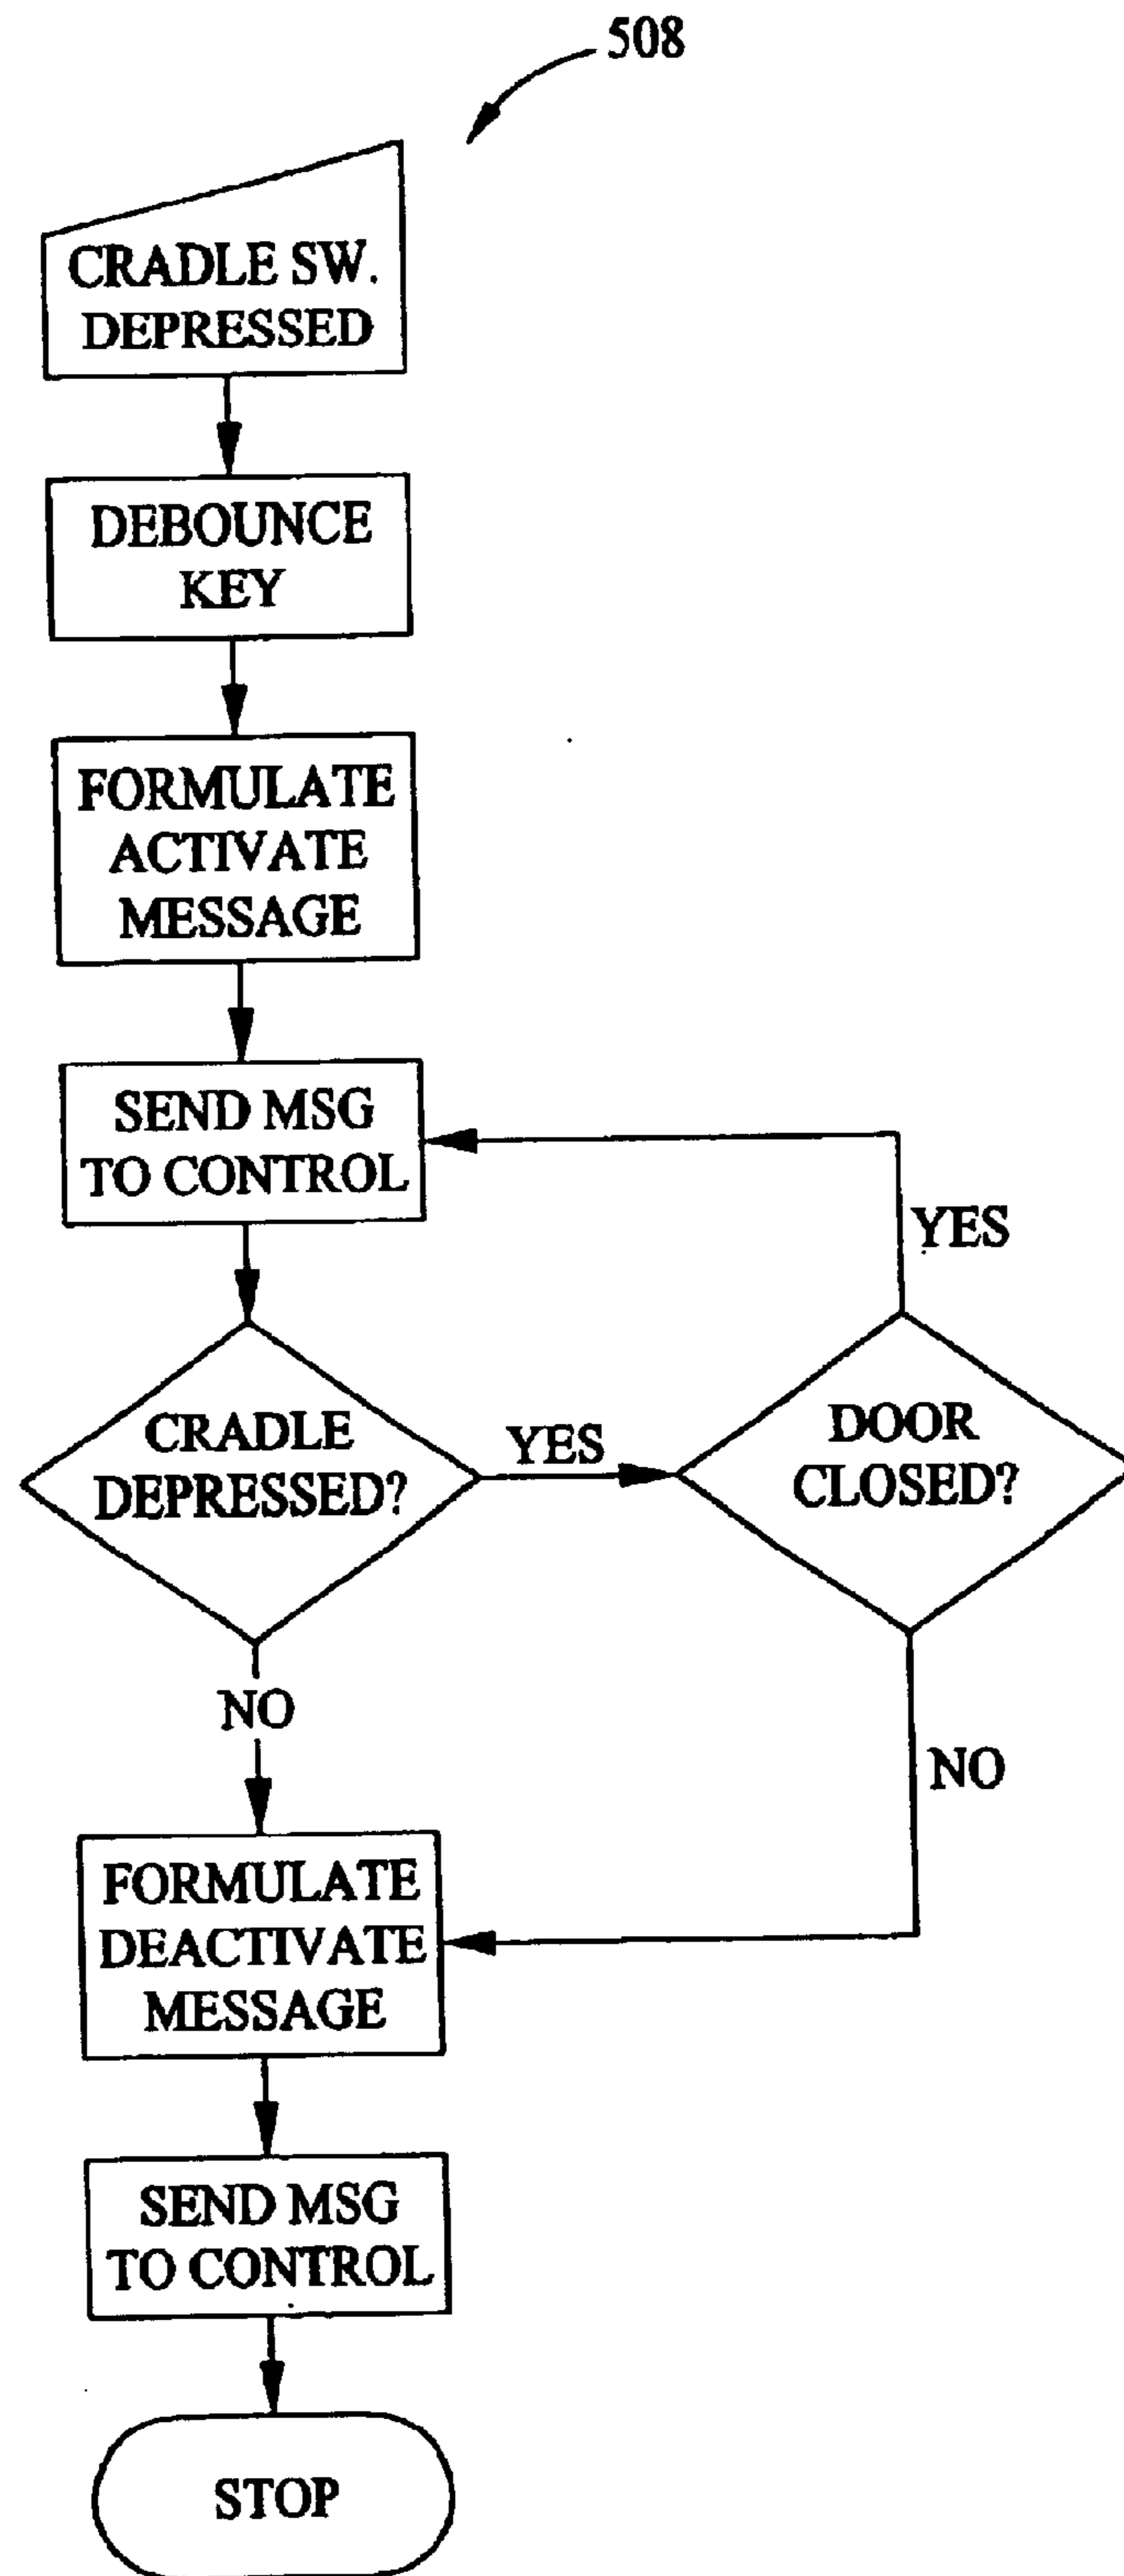 508
CRADLE SW.
DEPRESSED
DEBOUNCE
KEY
FORMULATE
ACTIVATE
MESSAGE
SEND MSG
TO CONTROL
YES
CRADLE
DEPRESSED?
YES
DOOR
CLOSED?
NO
NO
FORMULATE
DEACTIVATE
MESSAGE
SEND MSG
TO CONTROL
STOP